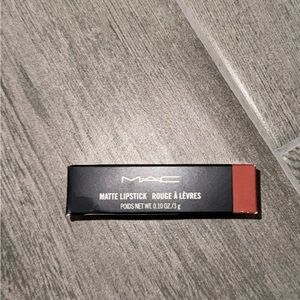 MAC
MATTE LIPSTICK ROUGE À LÈVRES
POIDS NET WT. 0.10 OZ./3 g